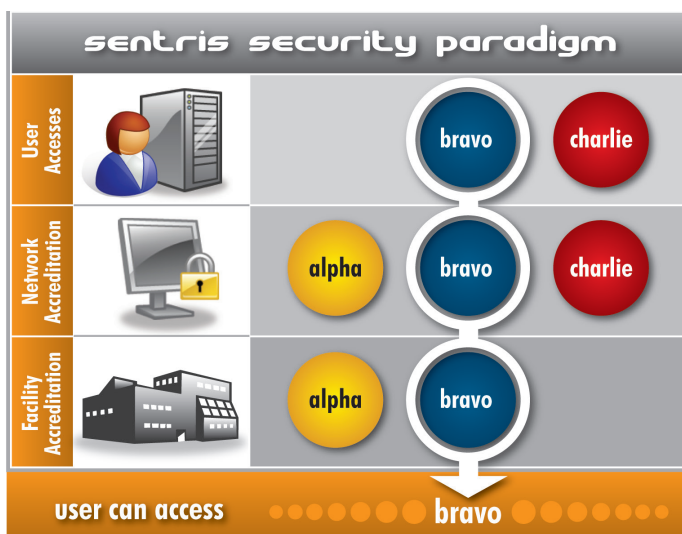 sentris security paradigm
User
Accesses
bravo
charlie
Network
Accreditation
alpha
bravo
charlie
Facility
Accreditation
alpha
bravo
user can access
bravo